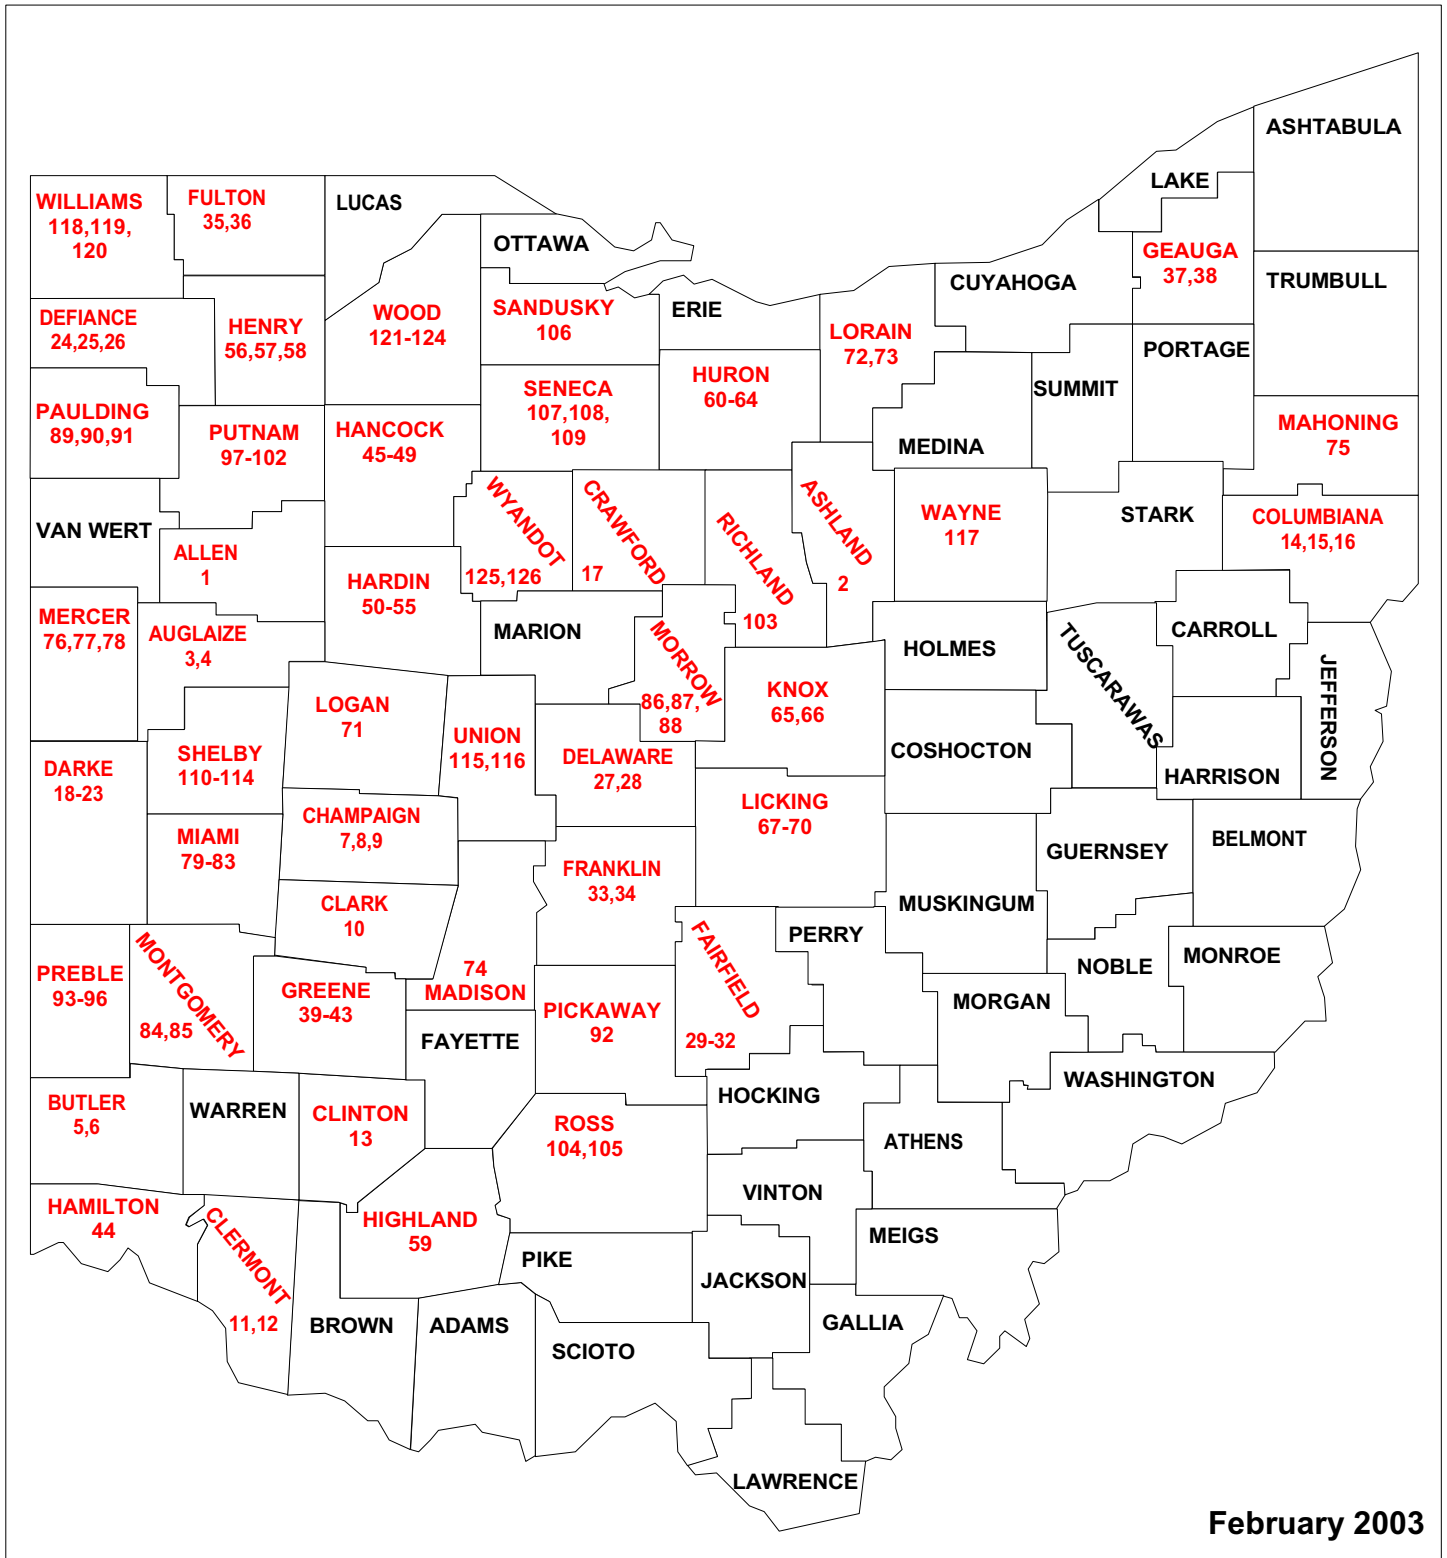 ASHTABULA
LAKE
WILLIAMS
118,119,
120
FULTON
35,36
LUCAS
OTTAWA
GEAUGA
37,38
CUYAHOGA
TRUMBULL
DEFIANCE
24,25,26
HENRY
56,57,58
WOOD
121-124
SANDUSKY
106
ERIE
LORAIN
72,73
PORTAGE
SUMMIT
PAULDING
89,90,91
PUTNAM
97-102
HANCOCK
45-49
SENECA
107,108,
109
HURON
60-64
MEDINA
MAHONING
75
VAN WERT
ALLEN
1
WYANDOT
125,126
CRAWFORD
17
RICHLAND
103
ASHLAND
2
WAYNE
117
STARK
COLUMBIANA
14,15,16
MERCER
76,77,78
AUGLAIZE
3,4
HARDIN
50-55
MARION
MORROW
86,87,
88
HOLMES
TUSCARAWAS
CARROLL
JEFFERSON
LOGAN
71
UNION
115,116
KNOX
65,66
COSHOCTON
HARRISON
DARKE
18-23
SHELBY
110-114
DELAWARE
27,28
LICKING
67-70
CHAMPAIGN
7,8,9
MIAMI
79-83
FRANKLIN
33,34
GUERNSEY
BELMONT
CLARK
10
MUSKINGUM
PREBLE
93-96
MONTGOMERY
84,85
GREENE
39-43
74
MADISON
PICKAWAY
92
FAIRFIELD
29-32
PERRY
MORGAN
NOBLE
MONROE
FAYETTE
HOCKING
WASHINGTON
BUTLER
5,6
WARREN
CLINTON
13
ROSS
104,105
ATHENS
VINTON
HAMILTON
44
CLERMONT
11,12
HIGHLAND
59
PIKE
JACKSON
MEIGS
BROWN
ADAMS
SCIOTO
GALLIA
LAWRENCE
February 2003